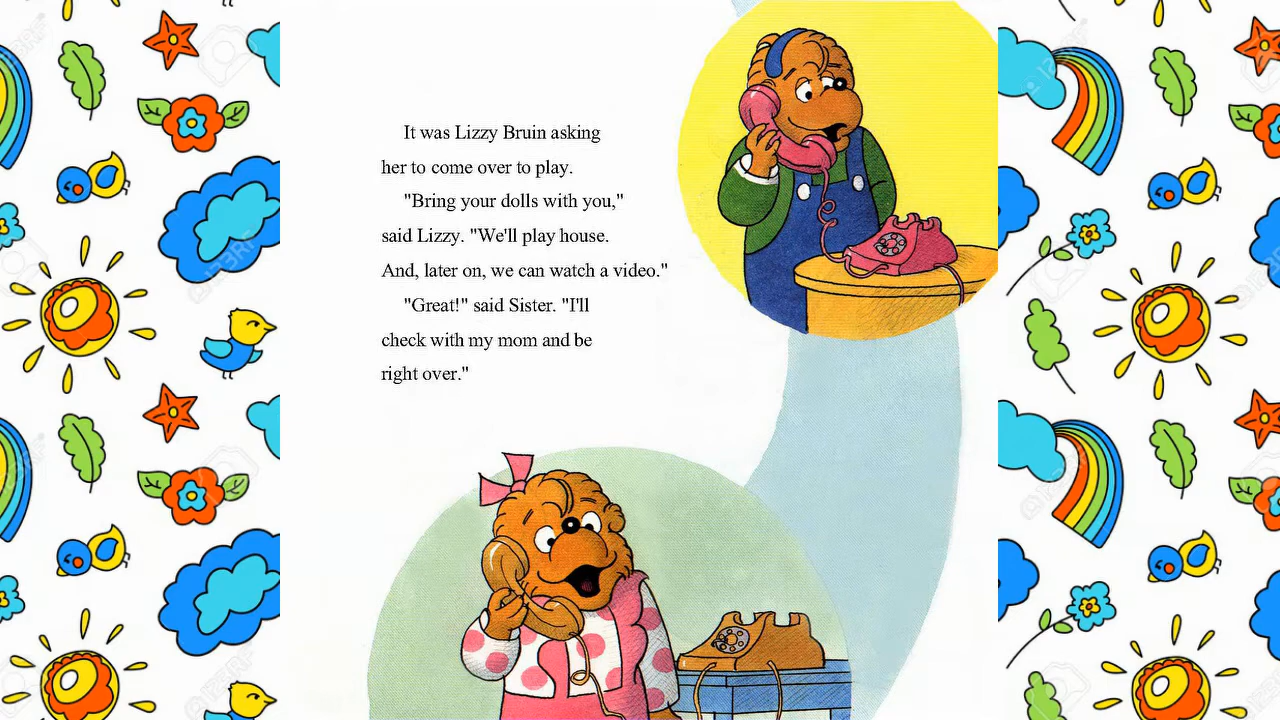 It was Lizzy Bruin asking
her to come over to play.
"Bring your dolls with you,"
said Lizzy. "We'll play house.
And, later on, we can watch a video."
"Great!" said Sister. "I'll
check with my mom and be
right over."